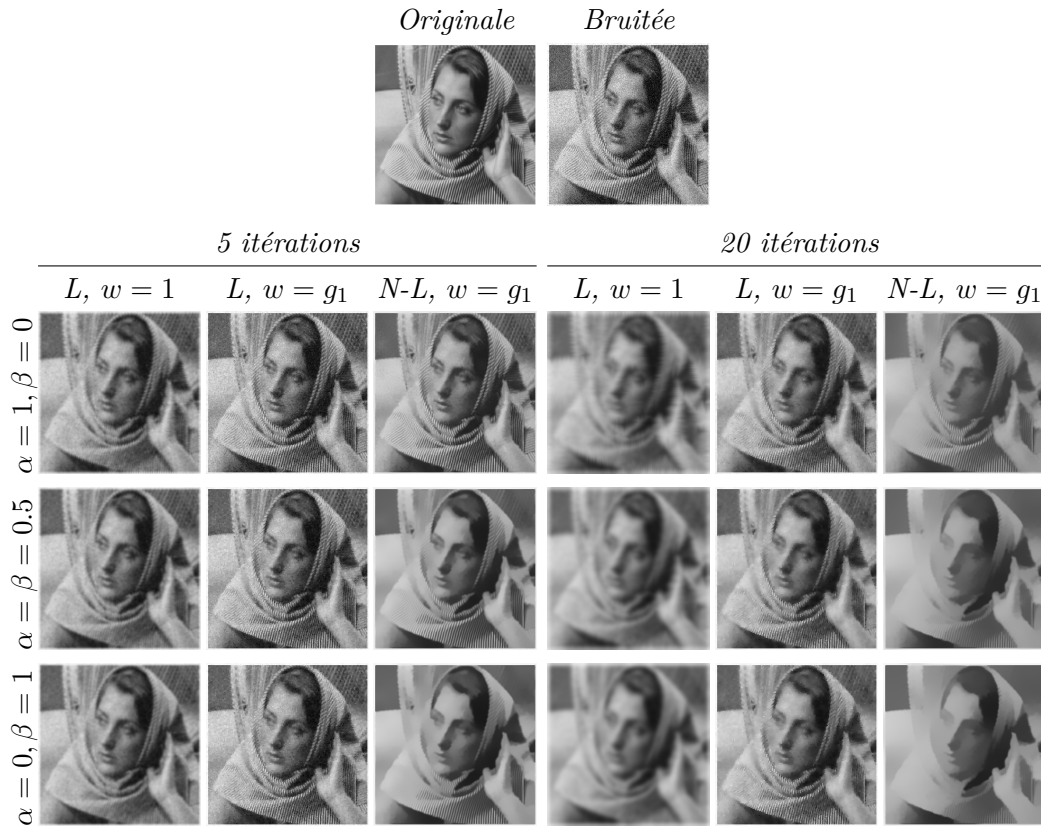 Originale Bruitée
5 itérations 20 itérations
L, w = 1 L, w = g₁ N-L, w = g₁ L, w = 1 L, w = g₁ N-L, w = g₁
α = 1, β = 0
α = β = 0.5
α = 0, β = 1